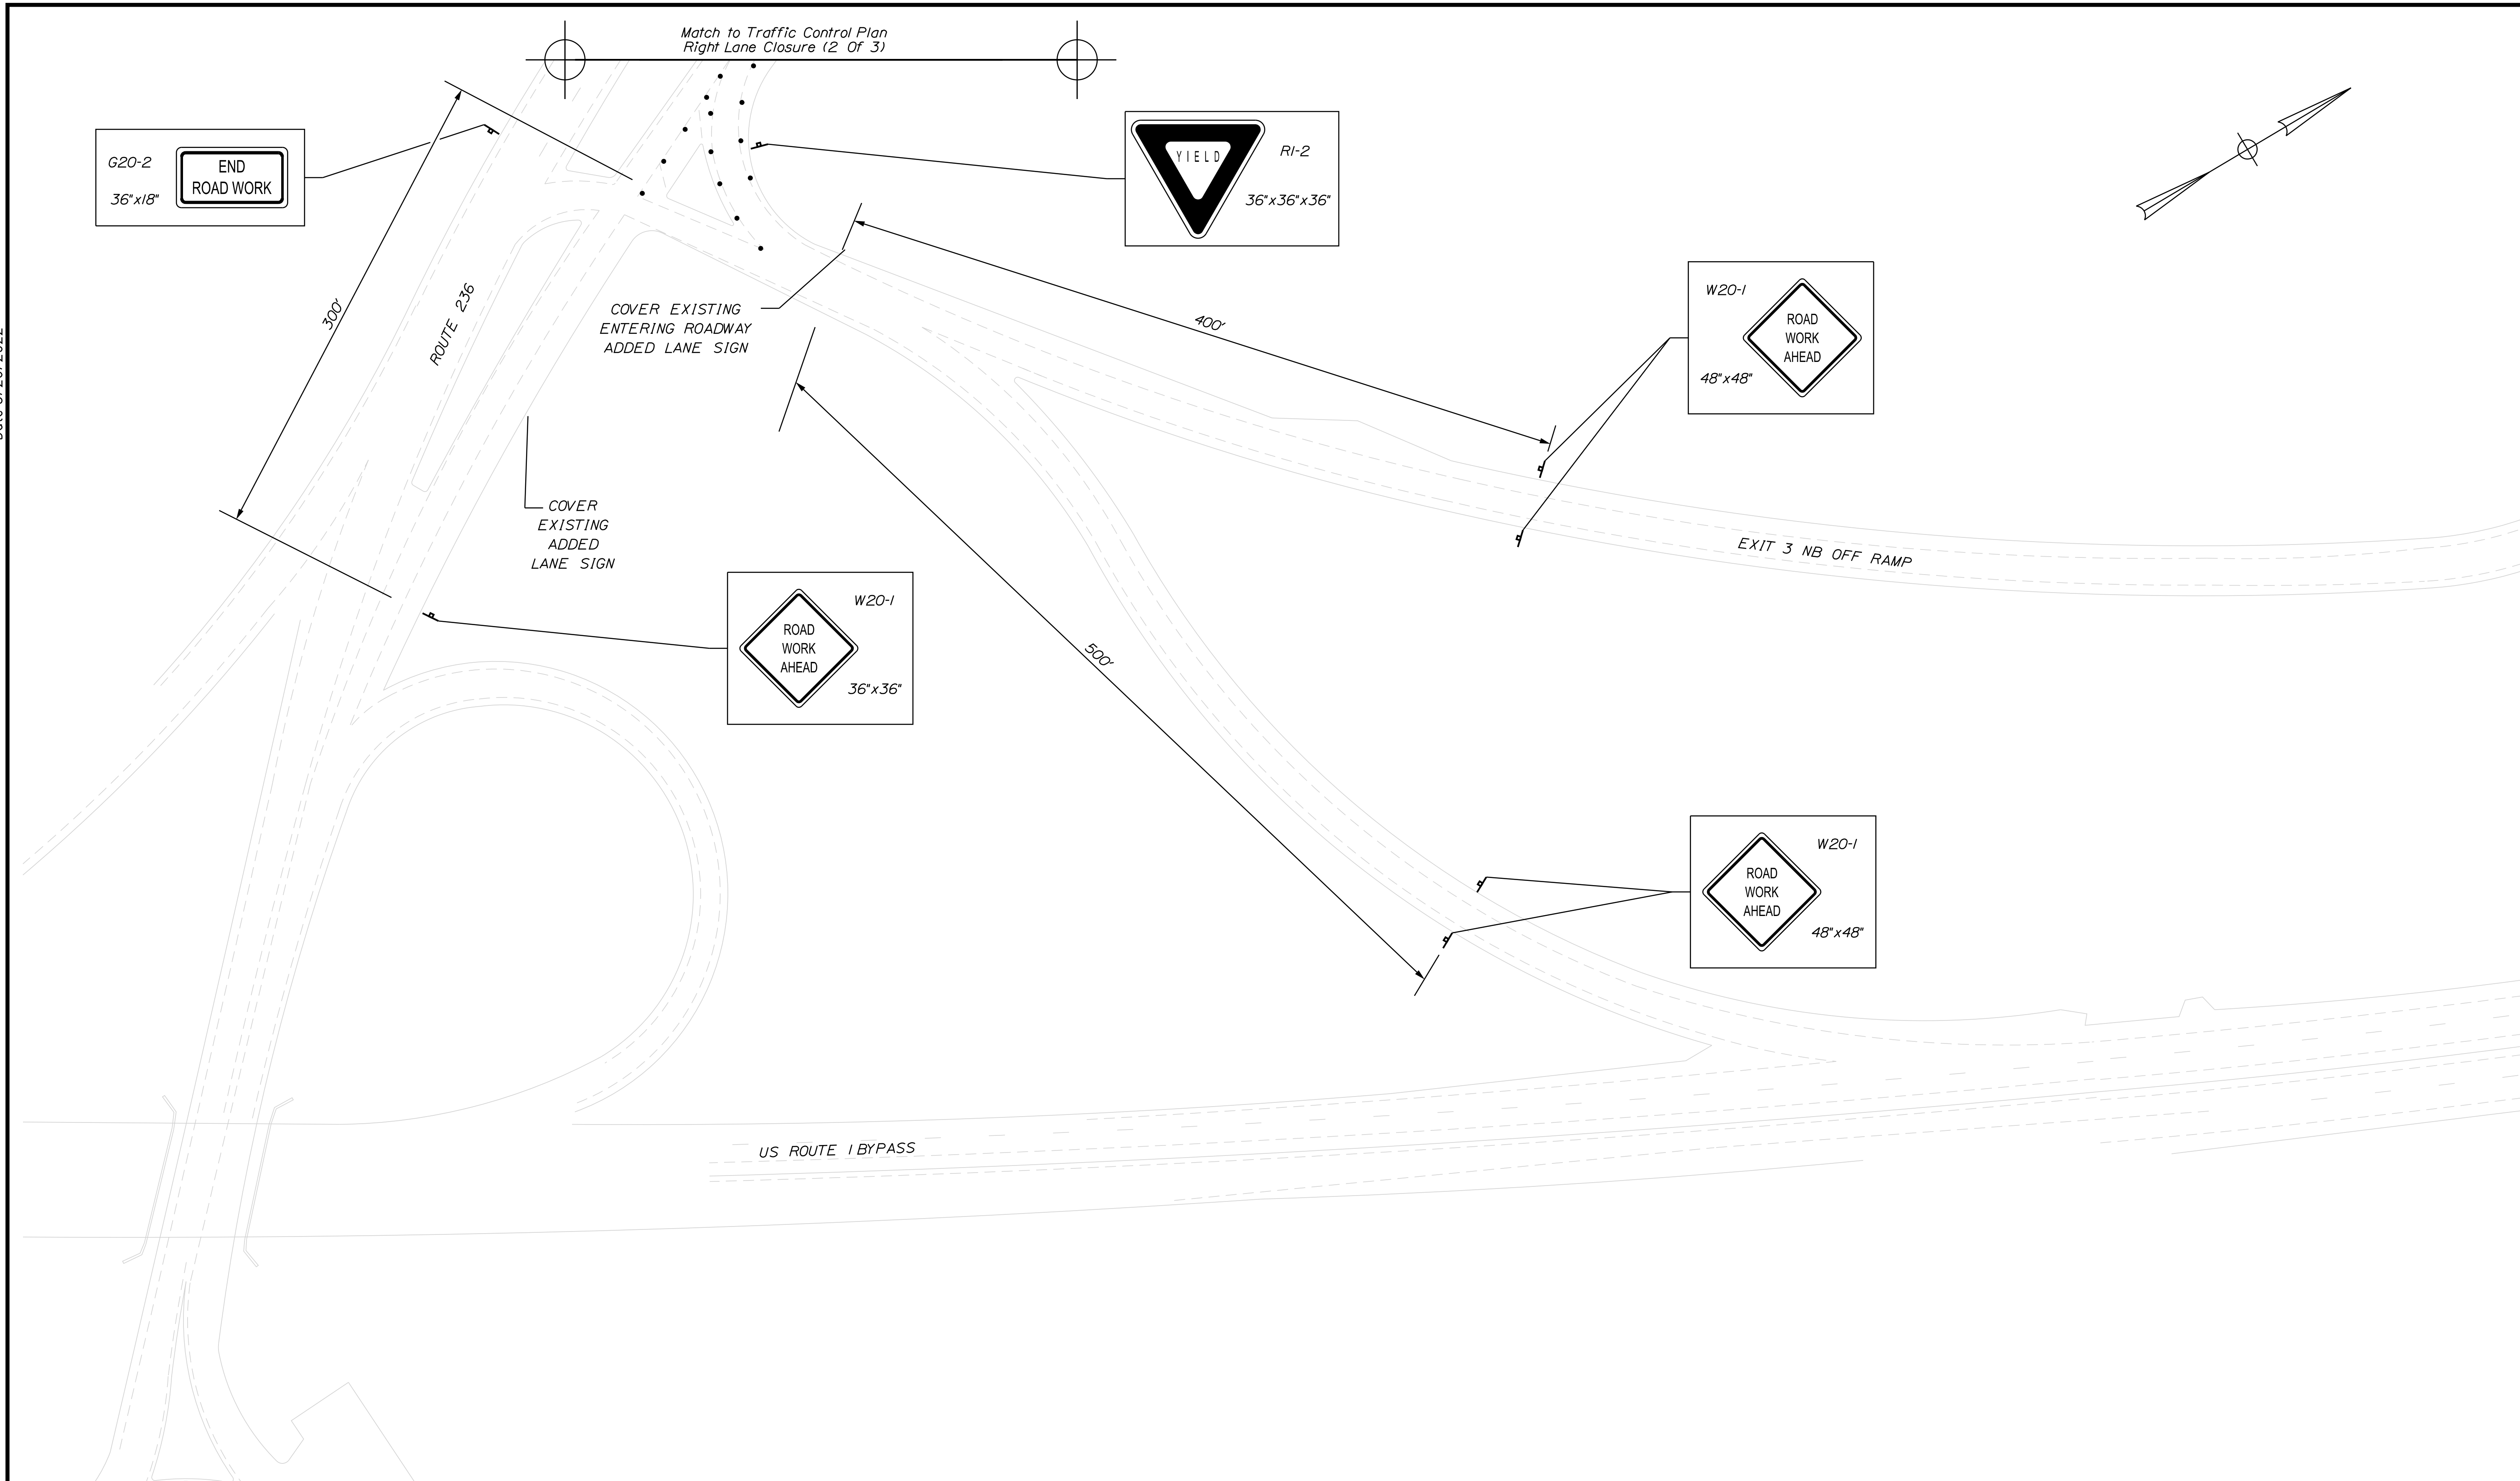 Match to Traffic Control Plan
Right Lane Closure (2 Of 3)
G20-2
36"x18"
END
ROAD WORK
YIELD
R1-2
36"x36"x36"
300'
ROUTE 236
COVER EXISTING
ENTERING ROADWAY
ADDED LANE SIGN
400'
W20-1
48"x48"
ROAD
WORK
AHEAD
COVER
EXISTING
ADDED
LANE SIGN
EXIT 3 NB OFF RAMP
ROAD
WORK
AHEAD
W20-1
36"x36"
500'
ROAD
WORK
AHEAD
W20-1
48"x48"
US ROUTE 1 BYPASS